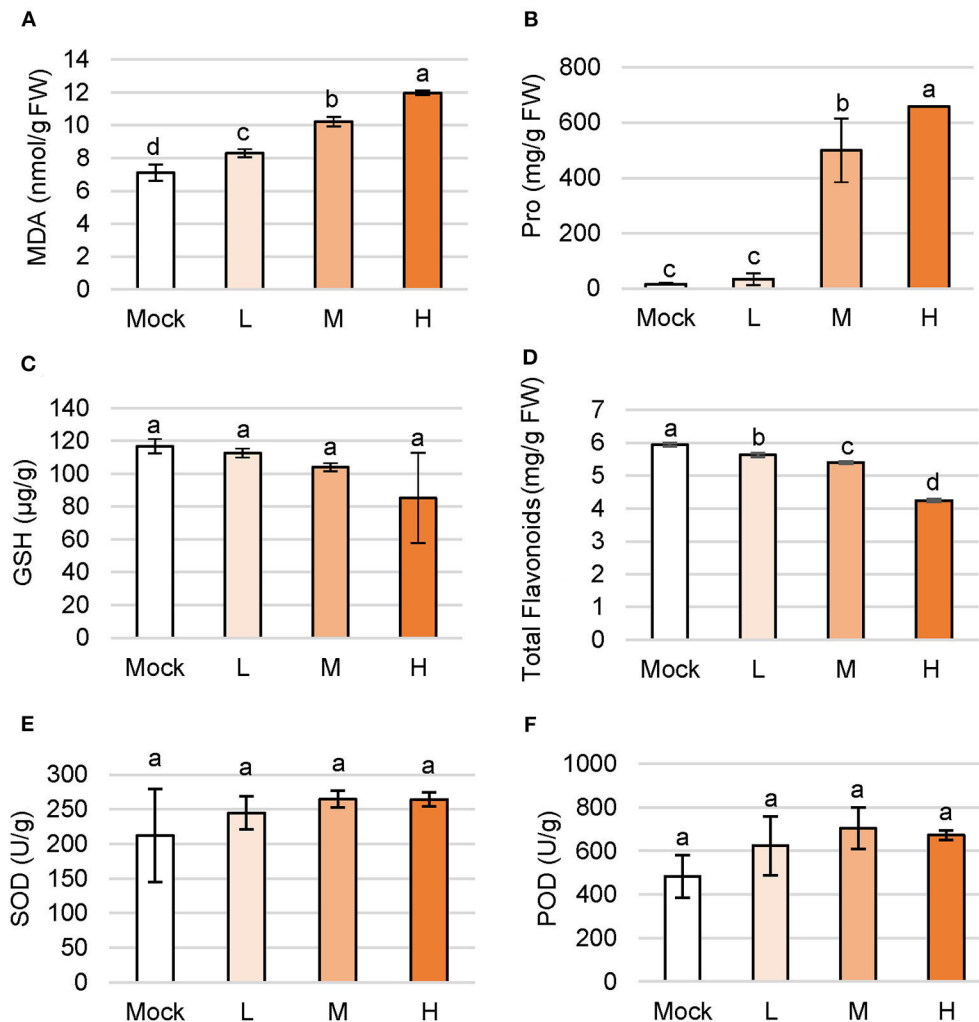 A
MDA (nmol/g FW)
14
12
10
8
6
4
2
0
d
c
b
a
Mock L M H
B
Pro (mg/g FW)
800
600
400
200
0
c
c
b
a
Mock L M H
C
GSH (µg/g)
140
120
100
80
60
40
20
0
a
a
a
a
Mock L M H
D
Total Flavonoids(mg/g FW)
7
6
5
4
3
2
1
0
a
b
c
d
Mock L M H
E
SOD (U/g)
300
250
200
150
100
50
0
a
a
a
a
Mock L M H
F
POD (U/g)
1000
800
600
400
200
0
a
a
a
a
Mock L M H